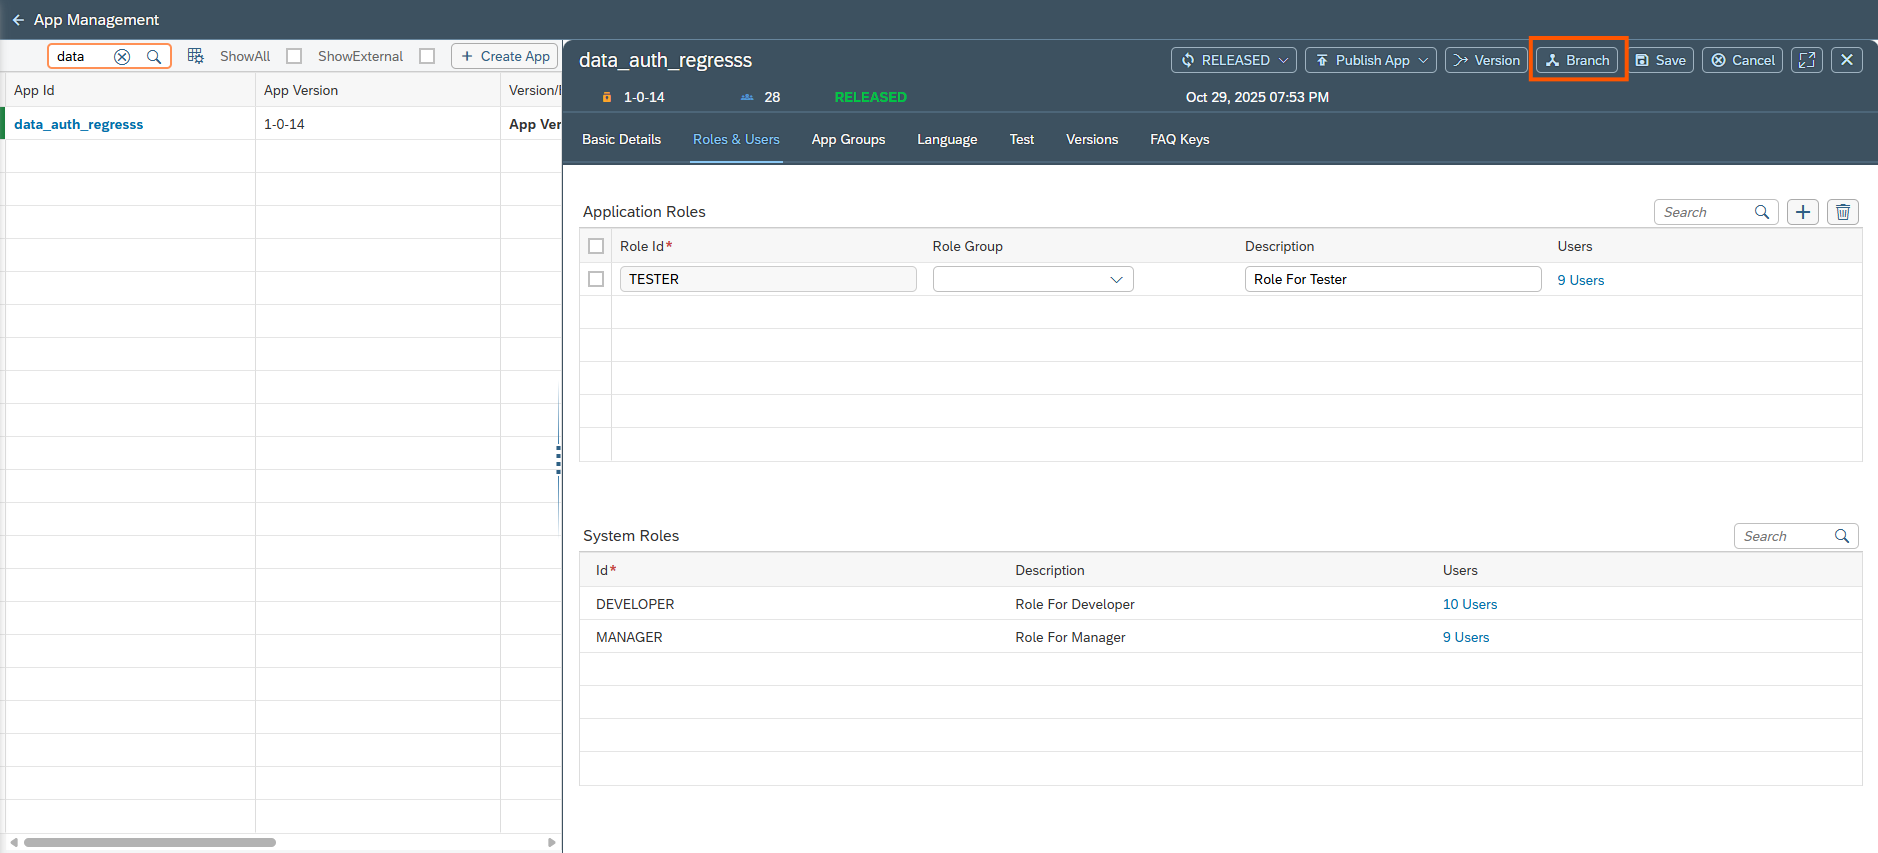 App Management
data
ShowAll
ShowExternal
Create App
App Id
App Version
Version/
data_auth_regresss
1-0-14
App Ver
data_auth_regresss
RELEASED
Publish App
Version
Branch
Save
Cancel
1-0-14
28
RELEASED
Oct 29, 2025 07:53 PM
Basic Details
Roles & Users
App Groups
Language
Test
Versions
FAQ Keys
Application Roles
Search
Role Id*
Role Group
Description
Users
TESTER
Role For Tester
9 Users
System Roles
Search
Id*
Description
Users
DEVELOPER
Role For Developer
10 Users
MANAGER
Role For Manager
9 Users